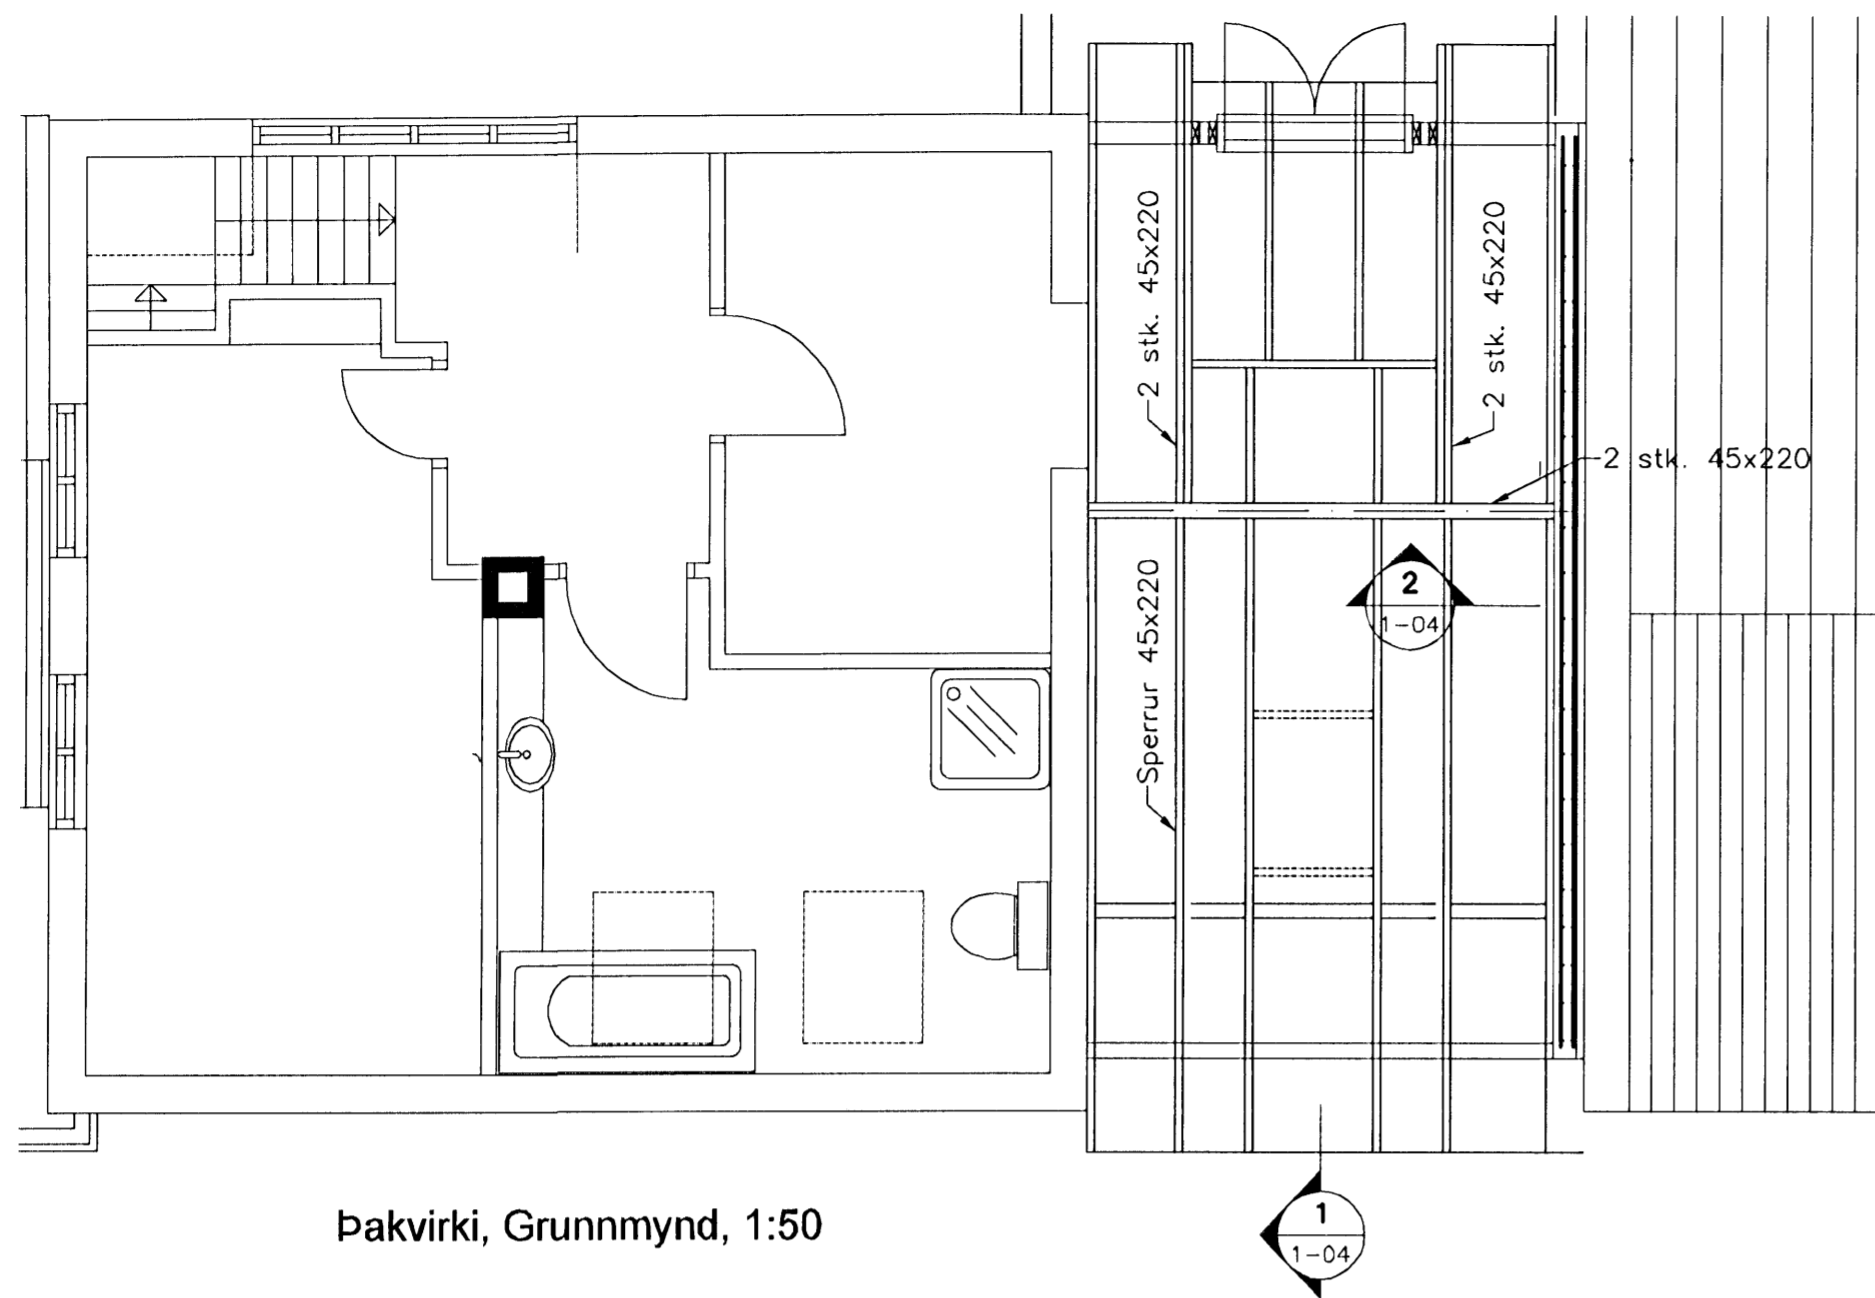 2 stk. 45x220
2 stk. 45x220
2 stk. 45x220
Sperrur 45x220
2
1-04
Þakvirki, Grunnmynd, 1:50
1
1-04